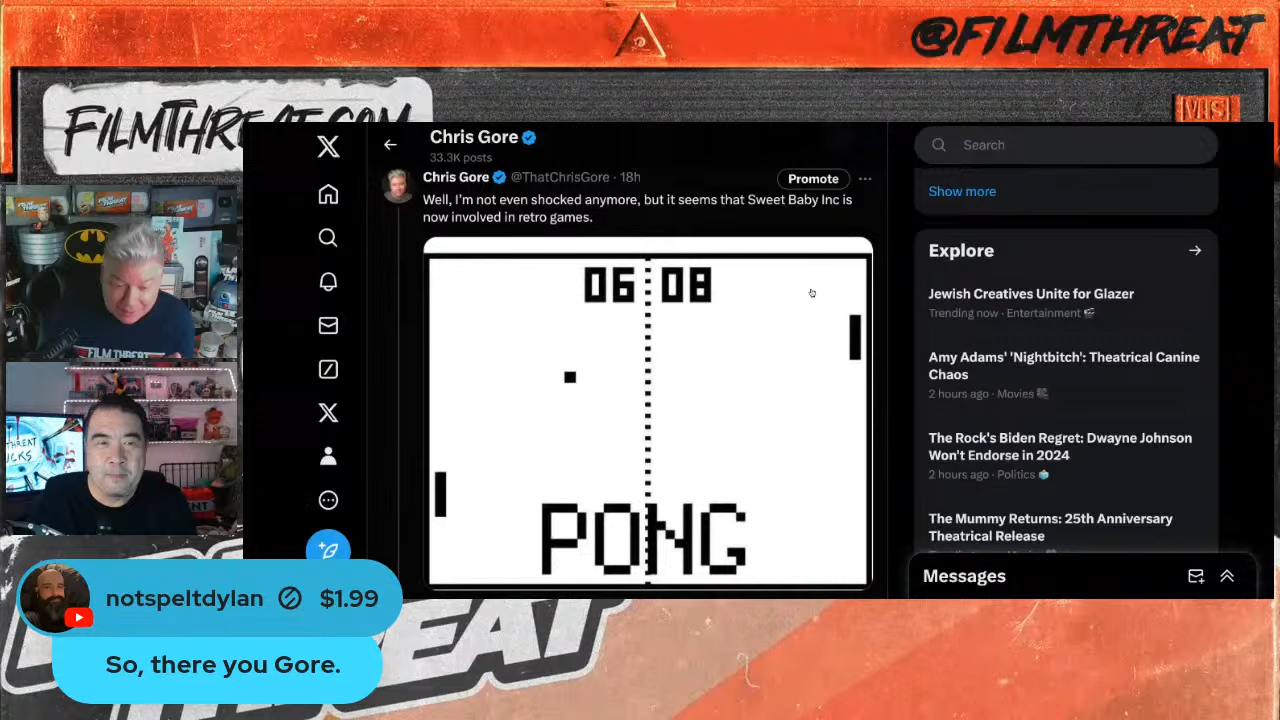 @FILMTHREAT
FILMTHREAT.COM
Chris Gore
33.3K posts
Chris Gore @ThatChrisGore · 18h
Promote
Well, I'm not even shocked anymore, but it seems that Sweet Baby Inc is
now involved in retro games.
06 08
PONG
Search
Show more
Explore
Jewish Creatives Unite for Glazer
Trending now · Entertainment
Amy Adams' 'Nightbitch': Theatrical Canine
Chaos
2 hours ago · Movies
The Rock's Biden Regret: Dwayne Johnson
Won't Endorse in 2024
2 hours ago · Politics
The Mummy Returns: 25th Anniversary
Theatrical Release
Messages
FILM THREAT
notspeltdylan $1.99
So, there you Gore.